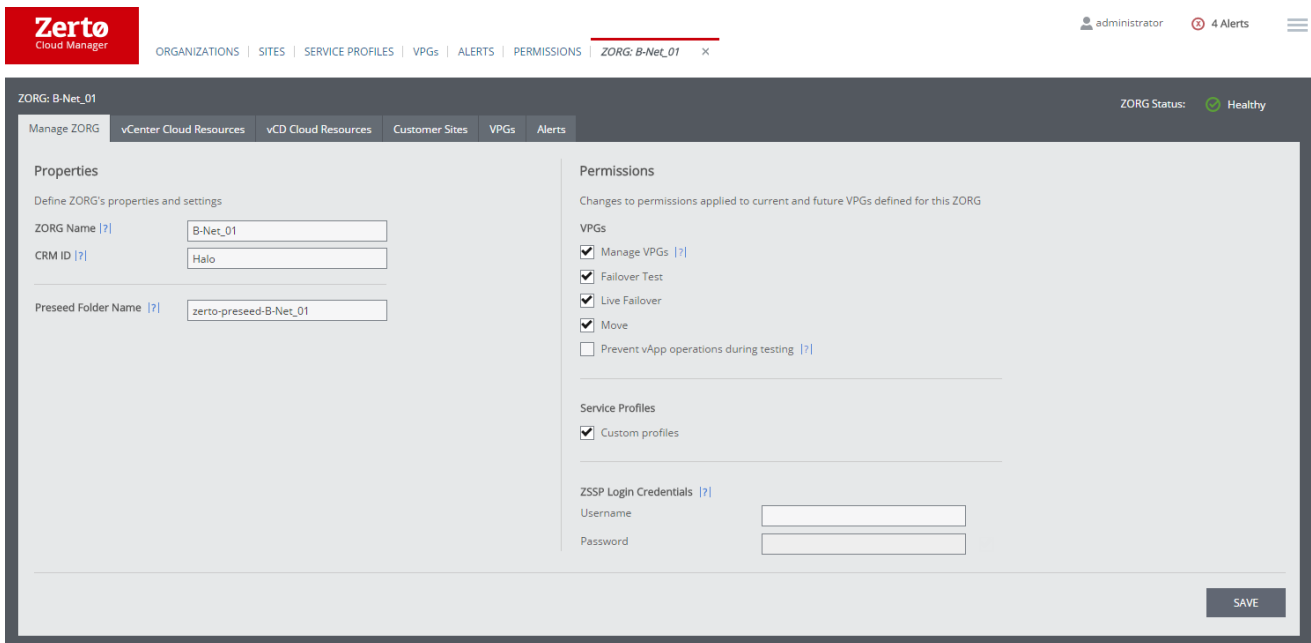 Zertø
Cloud Manager
administrator
4 Alerts
ORGANIZATIONS | SITES | SERVICE PROFILES | VPGs | ALERTS | PERMISSIONS | ZORG: B-Net_01 ×
ZORG: B-Net_01
ZORG Status: Healthy
Manage ZORG
vCenter Cloud Resources
vCD Cloud Resources
Customer Sites
VPGs
Alerts
Properties
Define ZORG's properties and settings
ZORG Name |?| B-Net_01
CRM ID |?| Halo
Preseed Folder Name |?| zerto-preseed-B-Net_01
Permissions
Changes to permissions applied to current and future VPGs defined for this ZORG
VPGs
Manage VPGs |?|
Failover Test
Live Failover
Move
Prevent vApp operations during testing |?|
Service Profiles
Custom profiles
ZSSP Login Credentials |?|
Username
Password
SAVE